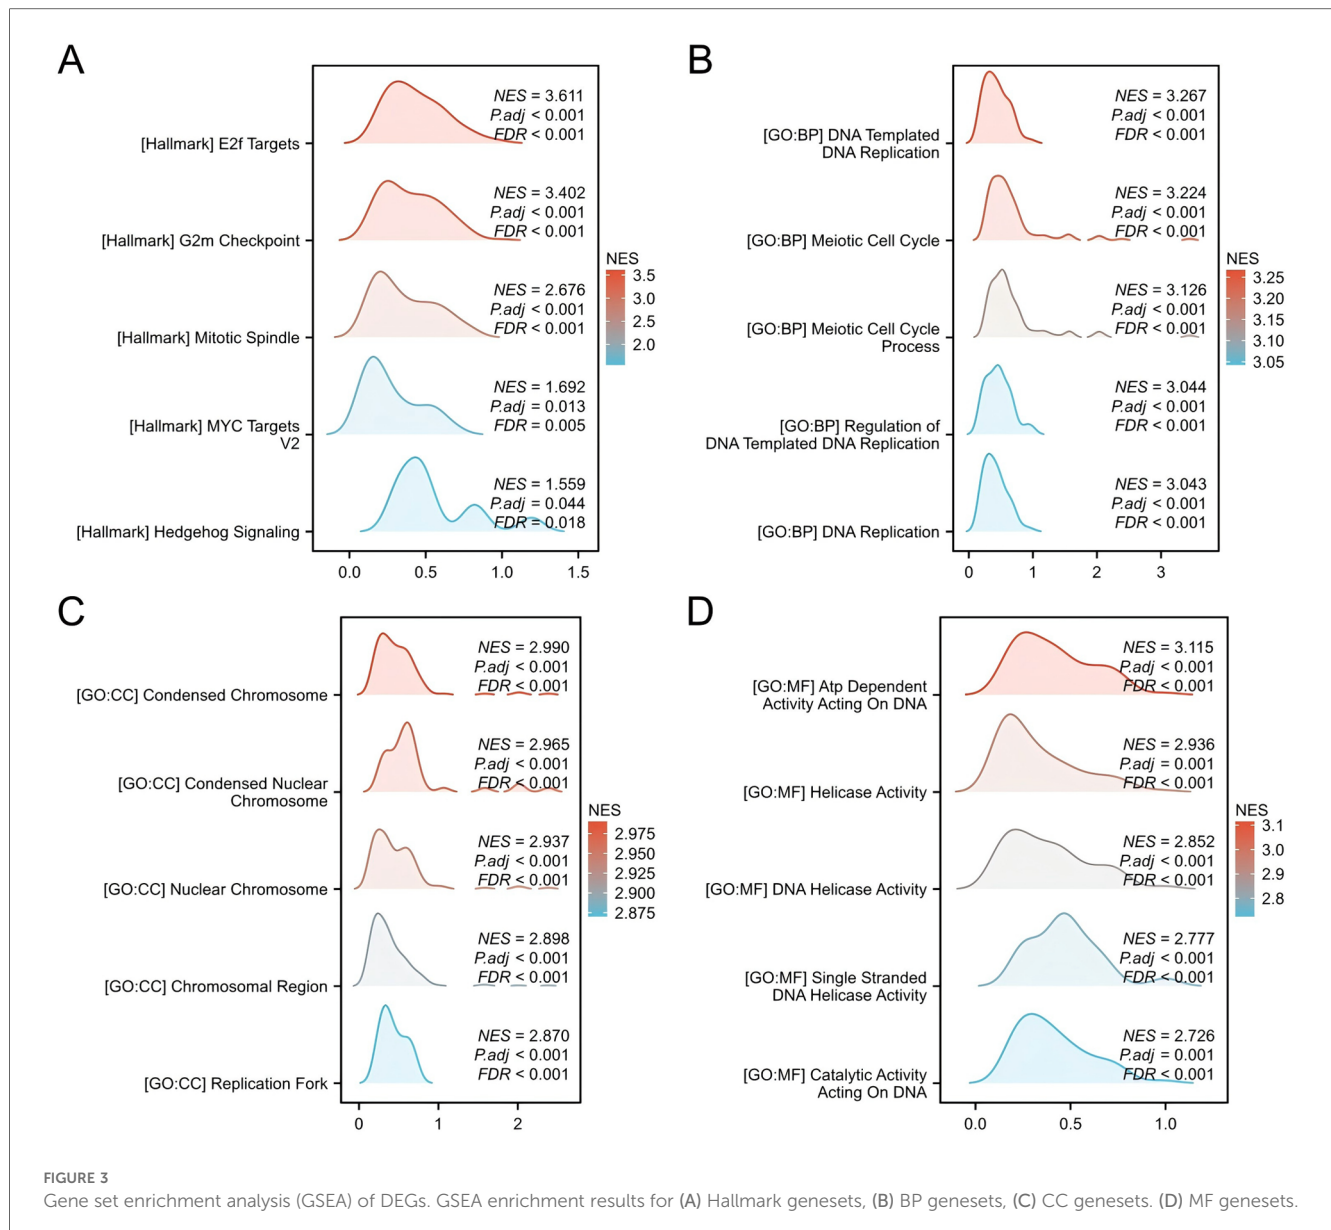 A
[Hallmark] E2f Targets
NES = 3.611
P.adj < 0.001
FDR < 0.001
[Hallmark] G2m Checkpoint
NES = 3.402
P.adj < 0.001
FDR < 0.001
[Hallmark] Mitotic Spindle
NES = 2.676
P.adj < 0.001
FDR < 0.001
[Hallmark] MYC Targets
V2
NES = 1.692
P.adj = 0.013
FDR = 0.005
[Hallmark] Hedgehog Signaling
NES = 1.559
P.adj = 0.044
FDR = 0.018
0.0 0.5 1.0 1.5
NES
3.5
3.0
2.5
2.0
B
[GO:BP] DNA Templated
DNA Replication
NES = 3.267
P.adj < 0.001
FDR < 0.001
[GO:BP] Meiotic Cell Cycle
NES = 3.224
P.adj < 0.001
FDR < 0.001
[GO:BP] Meiotic Cell Cycle
Process
NES = 3.126
P.adj < 0.001
FDR < 0.001
[GO:BP] Regulation of
DNA Templated DNA Replication
NES = 3.044
P.adj < 0.001
FDR < 0.001
[GO:BP] DNA Replication
NES = 3.043
P.adj < 0.001
FDR < 0.001
0 1 2 3
NES
3.25
3.20
3.15
3.10
3.05
C
[GO:CC] Condensed Chromosome
NES = 2.990
P.adj < 0.001
FDR < 0.001
[GO:CC] Condensed Nuclear
Chromosome
NES = 2.965
P.adj < 0.001
FDR < 0.001
[GO:CC] Nuclear Chromosome
NES = 2.937
P.adj < 0.001
FDR < 0.001
[GO:CC] Chromosomal Region
NES = 2.898
P.adj < 0.001
FDR < 0.001
[GO:CC] Replication Fork
NES = 2.870
P.adj < 0.001
FDR < 0.001
0 1 2
NES
2.975
2.950
2.925
2.900
2.875
D
[GO:MF] Atp Dependent
Activity Acting On DNA
NES = 3.115
P.adj < 0.001
FDR < 0.001
[GO:MF] Helicase Activity
NES = 2.936
P.adj = 0.001
FDR < 0.001
[GO:MF] DNA Helicase Activity
NES = 2.852
P.adj < 0.001
FDR < 0.001
[GO:MF] Single Stranded
DNA Helicase Activity
NES = 2.777
P.adj < 0.001
FDR < 0.001
[GO:MF] Catalytic Activity
Acting On DNA
NES = 2.726
P.adj = 0.001
FDR < 0.001
0.0 0.5 1.0
NES
3.1
3.0
2.9
2.8
FIGURE 3
Gene set enrichment analysis (GSEA) of DEGs. GSEA enrichment results for (A) Hallmark genesets, (B) BP genesets, (C) CC genesets. (D) MF genesets.